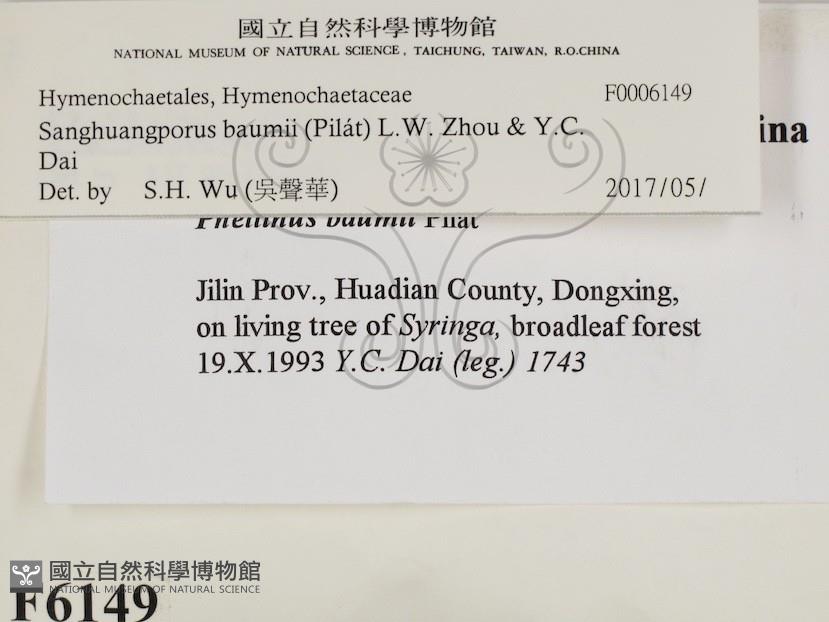 國立自然科學博物館
NATIONAL MUSEUM OF NATURAL SCIENCE, TAICHUNG, TAIWAN, R.O.CHINA
Hymenochaetales, Hymenochaetaceae F0006149
Sanghuangporus baumii (Pilát) L.W. Zhou & Y.C.
Dai
Det. by S.H. Wu (吳聲華) 2017/05/
ina
Phellinus baumii Pilát
Jilin Prov., Huadian County, Dongxing,
on living tree of Syringa, broadleaf forest
19.X.1993 Y.C. Dai (leg.) 1743
國立自然科學博物館
NATIONAL MUSEUM OF NATURAL SCIENCE
F6149